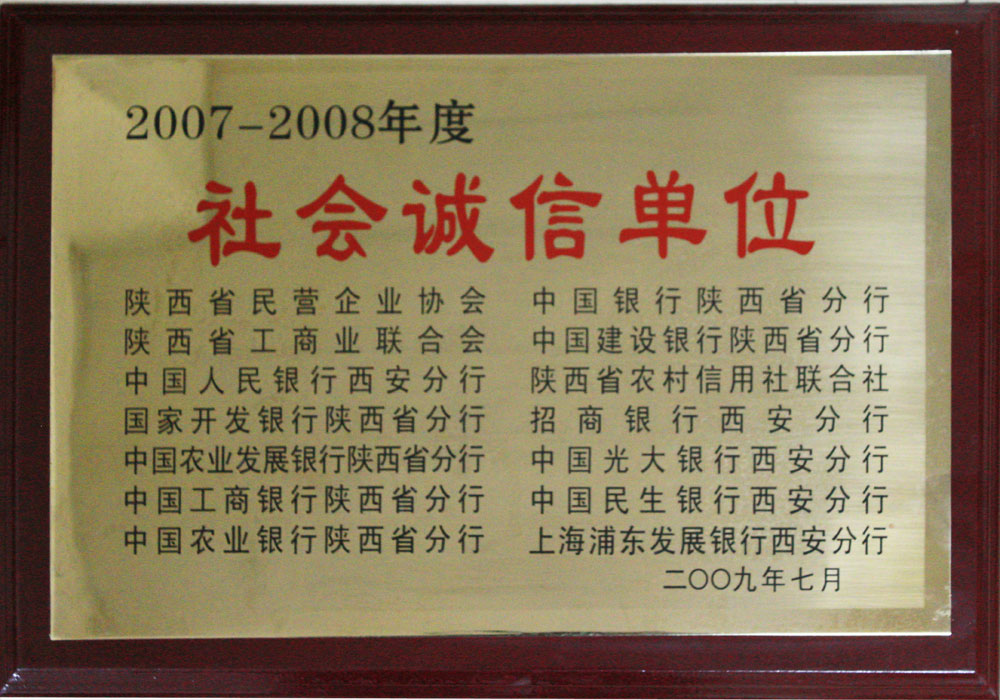 2007-2008年度
社会诚信单位
陕西省民营企业协会
陕西省工商业联合会
中国人民银行西安分行
国家开发银行陕西省分行
中国农业发展银行陕西省分行
中国工商银行陕西省分行
中国农业银行陕西省分行
中国银行陕西省分行
中国建设银行陕西省分行
陕西省农村信用社联合社
招商银行西安分行
中国光大银行西安分行
中国民生银行西安分行
上海浦东发展银行西安分行
二〇〇九年七月